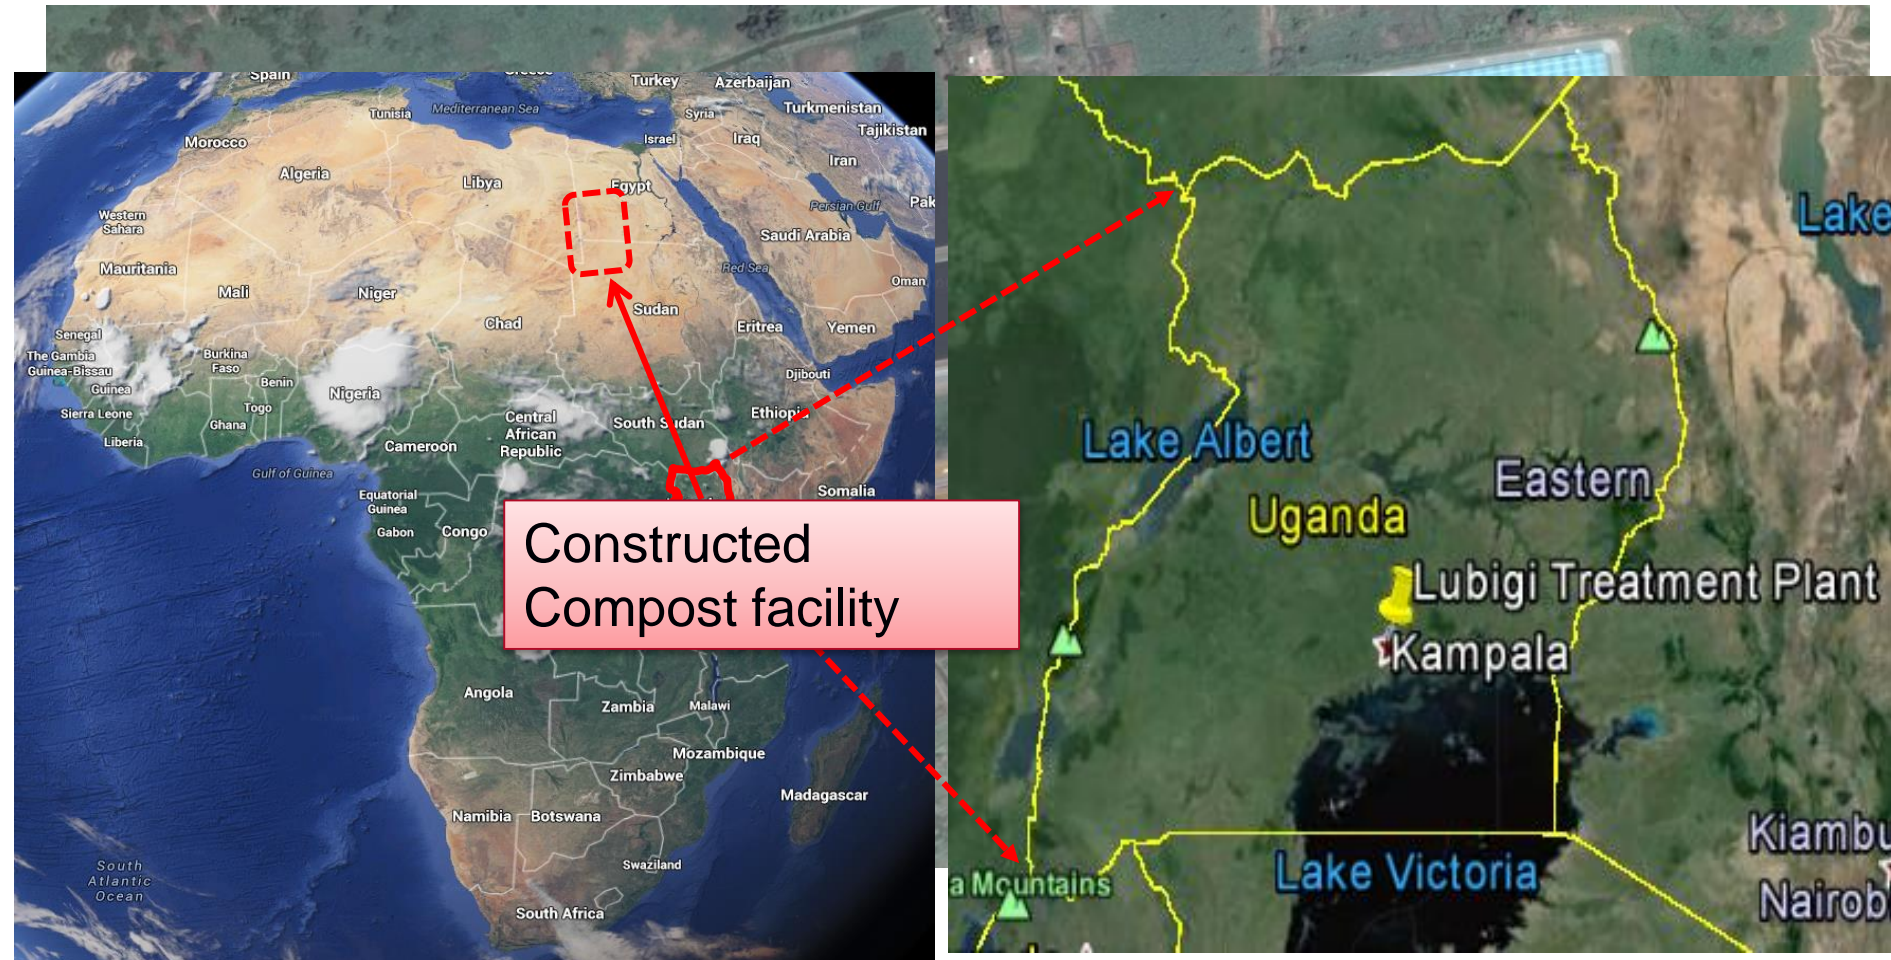 Spain
Turkey
Azerbaijan
Tunisia
Mediterranean Sea
Syria
Turkmenistan
Tajikistan
Morocco
Israel
Iraq
Iran
Algeria
Libya
Egypt
Persian Gulf
Pak
Western
Sahara
Saudi Arabia
Mauritania
Red Sea
Oman
Mali
Niger
Sudan
Chad
Eritrea
Yemen
Senegal
The Gambia
Guinea-Bissau
Burkina
Faso
Benin
Djibouti
Guinea
Nigeria
Sierra Leone
Togo
Ghana
Central
African
Republic
South Sudan
Ethiopia
Liberia
Cameroon
Gulf of Guinea
Equatorial
Guinea
Somalia
Gabon
Congo
Constructed
Compost facility
Angola
Zambia
Malawi
Mozambique
Zimbabwe
Madagascar
Namibia
Botswana
Swaziland
South
Atlantic
Ocean
South Africa
Lake
Lake Albert
Eastern
Uganda
Lubigi Treatment Plant
Kampala
Kiambu
Lake Victoria
a Mountains
Nairob